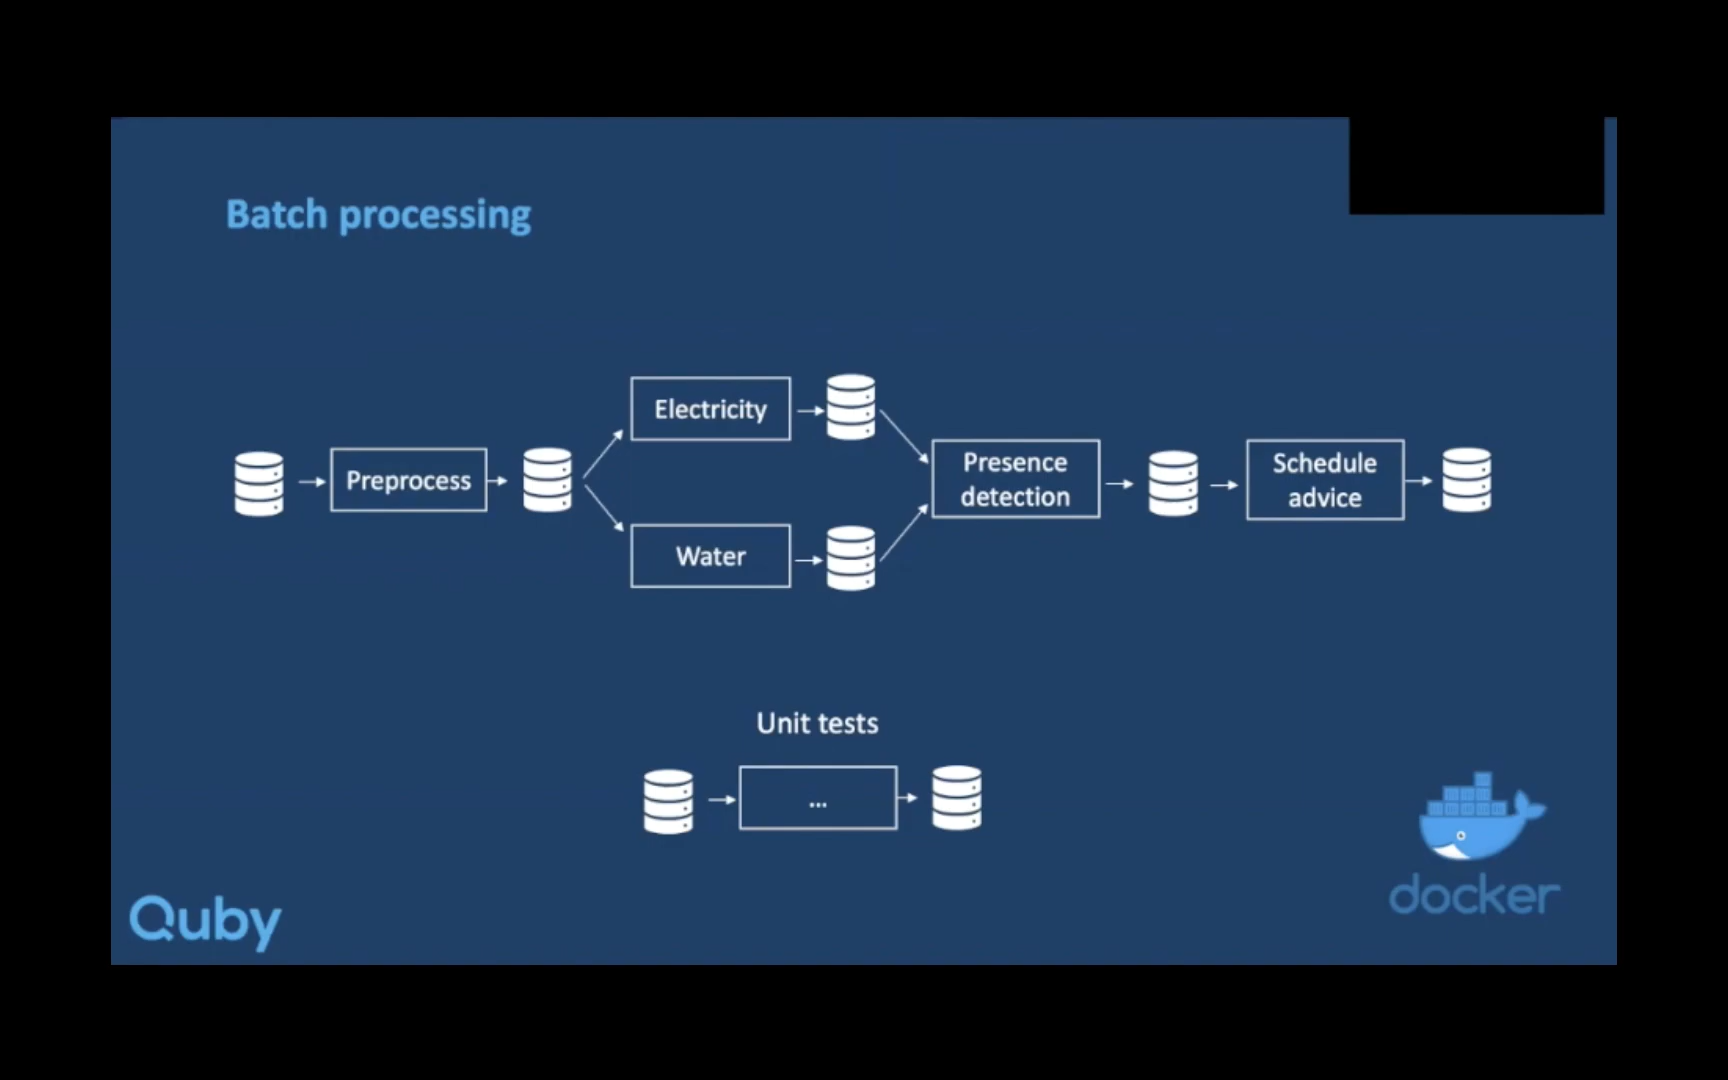 Batch processing
Electricity
Preprocess
Water
Presence
detection
Schedule
advice
Unit tests
...
Quby
docker